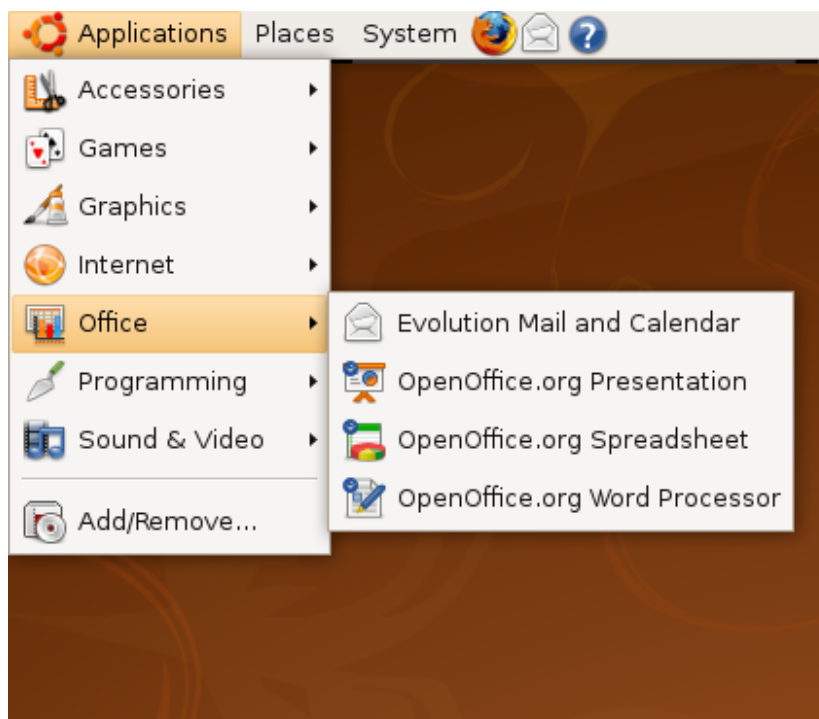 Applications Places System
Accessories
Games
Graphics
Internet
Office
Evolution Mail and Calendar
OpenOffice.org Presentation
Programming
OpenOffice.org Spreadsheet
Sound & Video
OpenOffice.org Word Processor
Add/Remove...